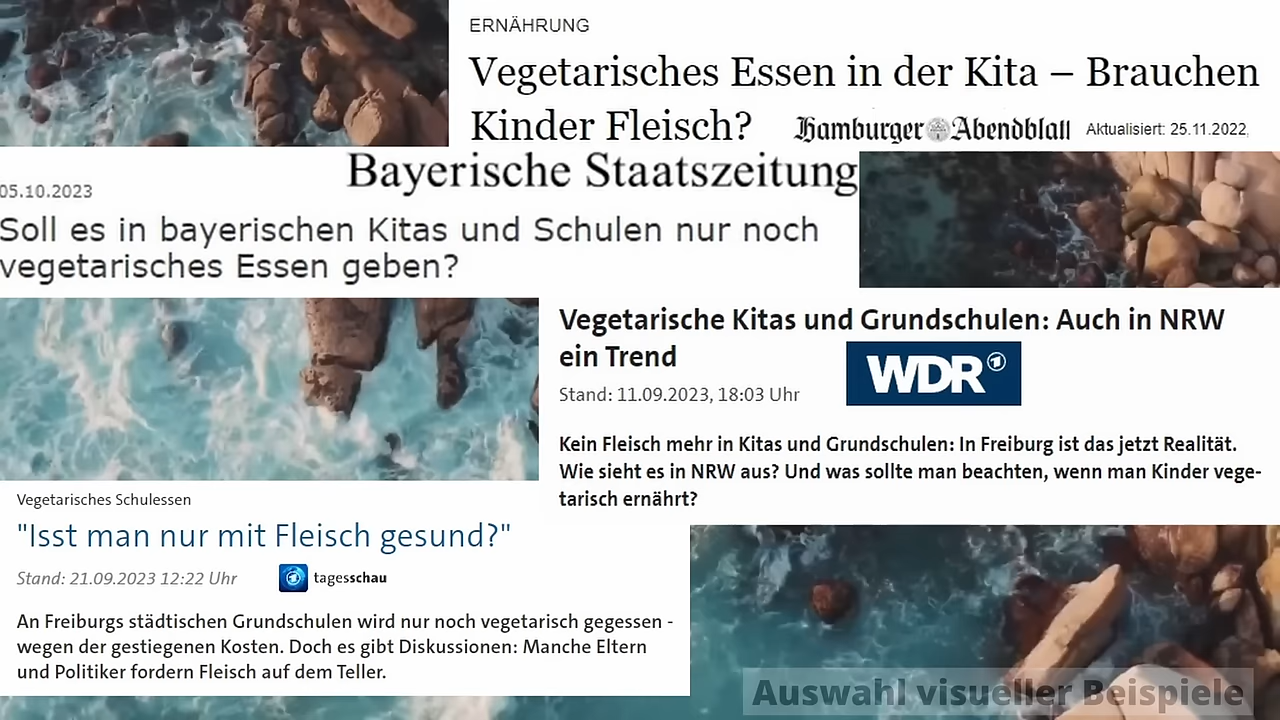 ERNÄHRUNG
Vegetarisches Essen in der Kita – Brauchen
Kinder Fleisch?
Hamburger Abendblatt Aktualisiert: 25.11.2022,
Bayerische Staatszeitung
05.10.2023
Soll es in bayerischen Kitas und Schulen nur noch
vegetarisches Essen geben?
Vegetarische Kitas und Grundschulen: Auch in NRW
ein Trend
WDR
Stand: 11.09.2023, 18:03 Uhr
Kein Fleisch mehr in Kitas und Grundschulen: In Freiburg ist das jetzt Realität.
Wie sieht es in NRW aus? Und was sollte man beachten, wenn man Kinder vege-
tarisch ernährt?
Vegetarisches Schulessen
"Isst man nur mit Fleisch gesund?"
Stand: 21.09.2023 12:22 Uhr
tagesschau
An Freiburgs städtischen Grundschulen wird nur noch vegetarisch gegessen -
wegen der gestiegenen Kosten. Doch es gibt Diskussionen: Manche Eltern
und Politiker fordern Fleisch auf dem Teller.
Auswahl visueller Beispiele